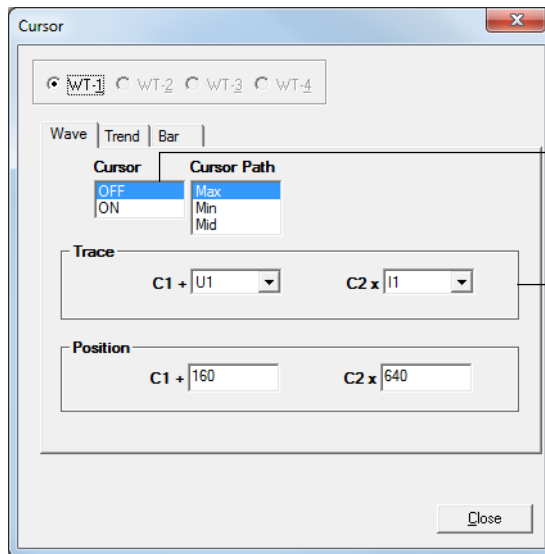 Cursor
WT-1 WT-2 WT-3 WT-4
Wave Trend Bar
Cursor Cursor Path
OFF Max
ON Min
Mid
Trace
C1 + U1 C2 x I1
Position
C1 + 160 C2 x 640
Close